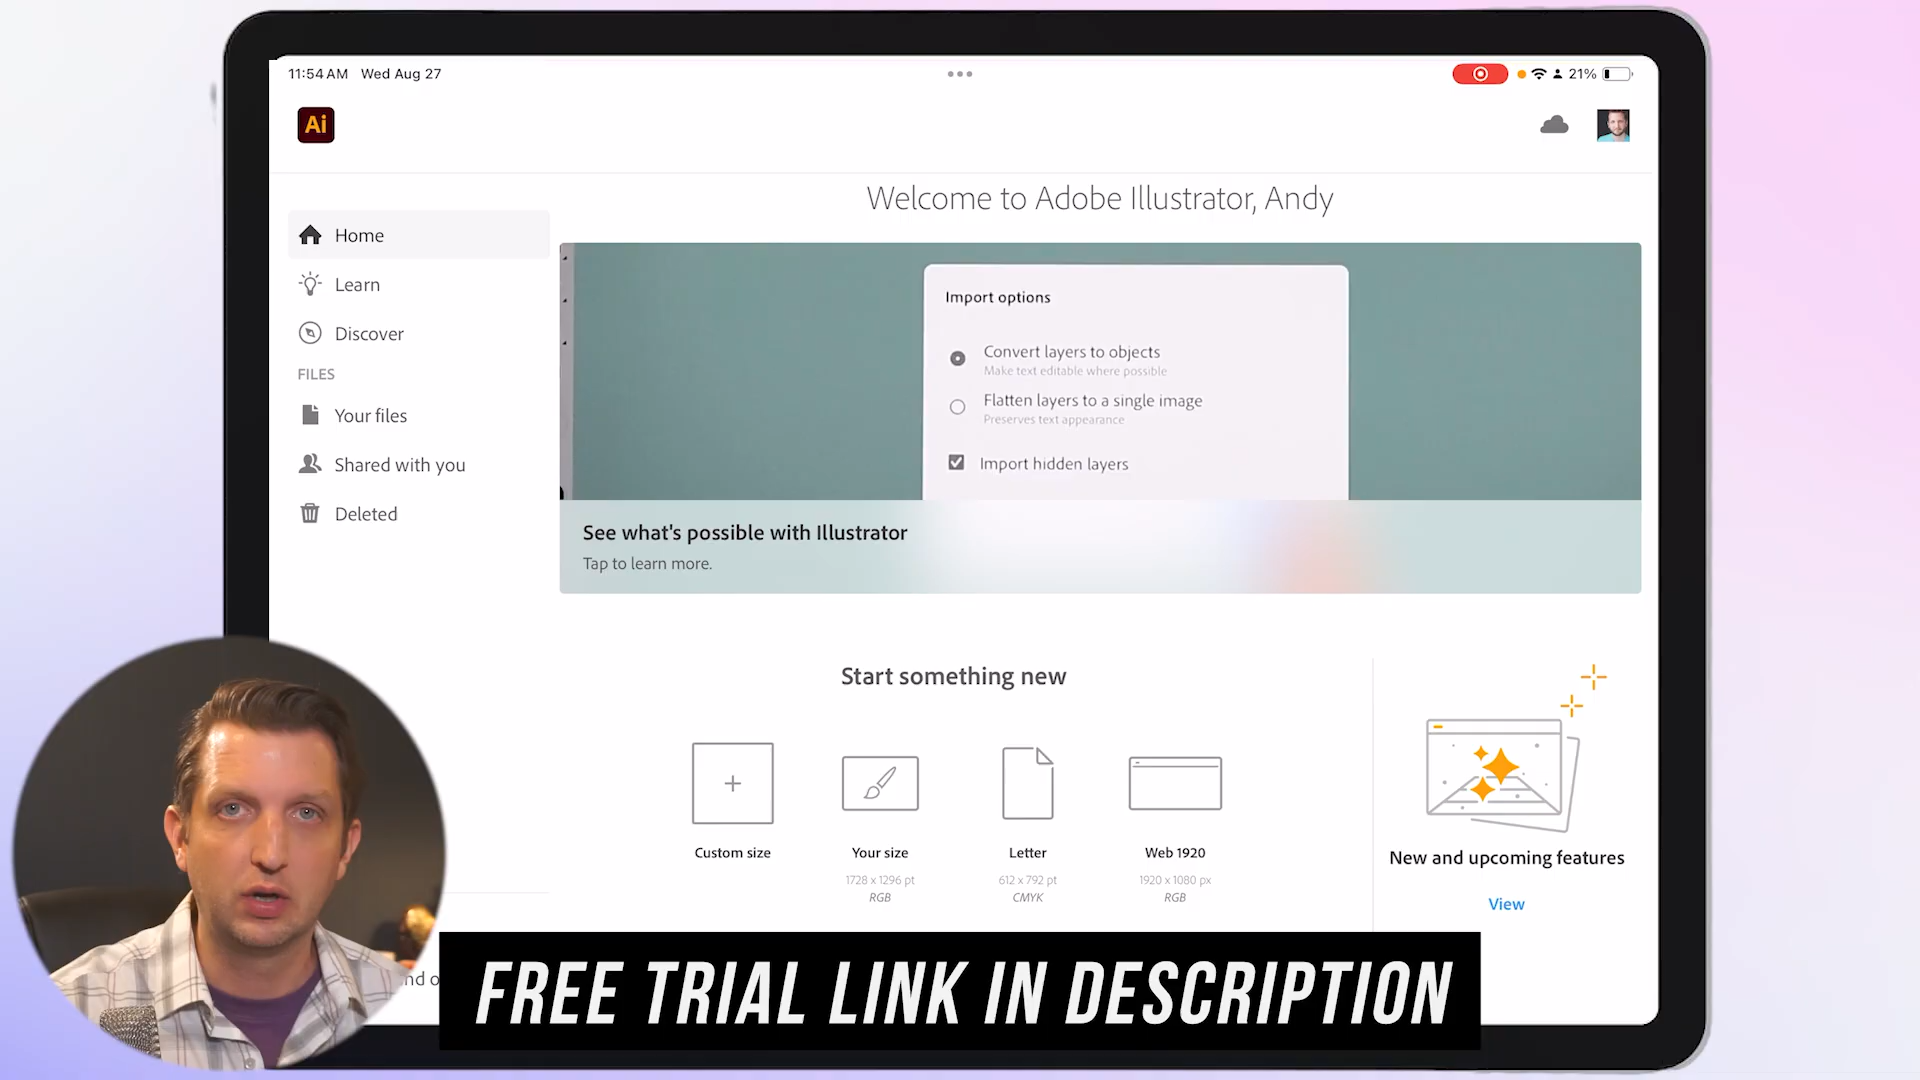 11:54 AM Wed Aug 27
21%
Ai
Welcome to Adobe Illustrator, Andy
Home
Learn
Discover
FILES
Your files
Shared with you
Deleted
Import options
Convert layers to objects
Make text editable where possible
Flatten layers to a single image
Preserves text appearance
Import hidden layers
See what's possible with Illustrator
Tap to learn more.
Start something new
Custom size
Your size
1728 x 1296 pt
RGB
Letter
612 x 792 pt
CMYK
Web 1920
1920 x 1080 px
RGB
New and upcoming features
View
FREE TRIAL LINK IN DESCRIPTION